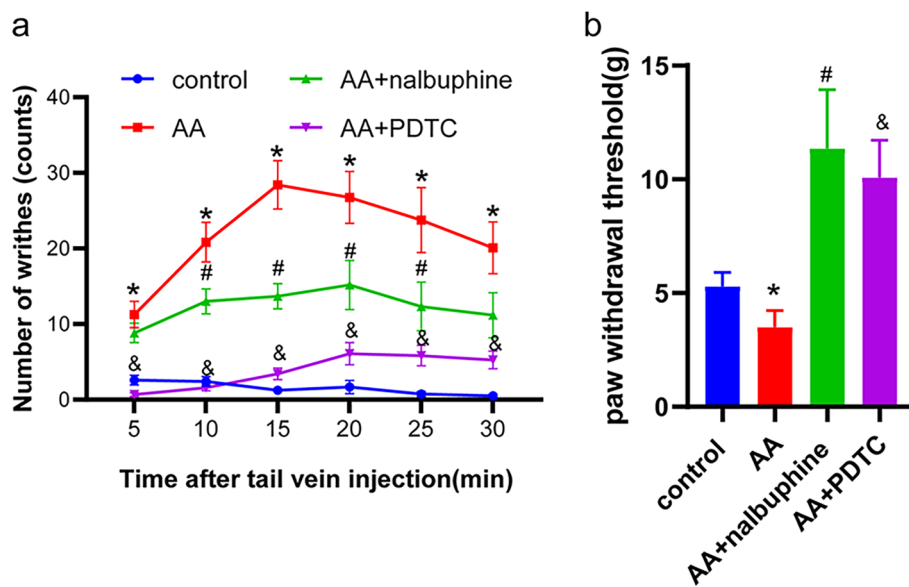 a
control
AA+nalbuphine
AA
AA+PDTC
Number of writhes (counts)
40
30
20
10
0
* * * * * *
# # # #
& & & & & &
5 10 15 20 25 30
Time after tail vein injection(min)
b
paw withdrawal threshold(g)
15
10
5
0
*
#
&
control
AA
AA+nalbuphine
AA+PDTC